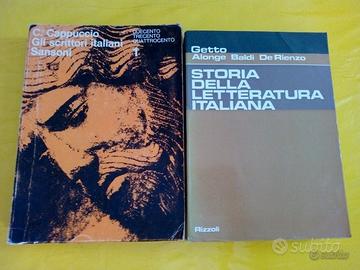 C. Cappuccio
Gli scrittori italiani
Sansoni
DUECENTO
TRECENTO
QUATTROCENTO
1
Getto
Alonge Baldi De Rienzo
STORIA
DELLA
LETTERATURA
ITALIANA
Rizzoli
subito